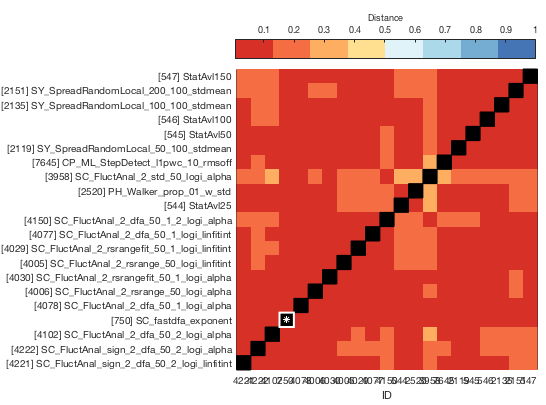 Distance
0.1 0.2 0.3 0.4 0.5 0.6 0.7 0.8 0.9 1
[547] StatAvl150
[2151] SY_SpreadRandomLocal_200_100_stdmean
[2135] SY_SpreadRandomLocal_100_100_stdmean
[546] StatAvl100
[545] StatAvl50
[2119] SY_SpreadRandomLocal_50_100_stdmean
[7645] CP_ML_StepDetect_l1pwc_10_rmsoff
[3958] SC_FluctAnal_2_std_50_logi_alpha
[2520] PH_Walker_prop_01_w_std
[544] StatAvl25
[4150] SC_FluctAnal_2_dfa_50_1_2_logi_alpha
[4077] SC_FluctAnal_2_dfa_50_1_logi_linfitint
[4029] SC_FluctAnal_2_rsrangefit_50_1_logi_linfitint
[4005] SC_FluctAnal_2_rsrange_50_logi_linfitint
[4030] SC_FluctAnal_2_rsrangefit_50_1_logi_alpha
[4006] SC_FluctAnal_2_rsrange_50_logi_alpha
[4078] SC_FluctAnal_2_dfa_50_1_logi_alpha
[750] SC_fastdfa_exponent
[4102] SC_FluctAnal_2_dfa_50_2_logi_alpha
[4222] SC_FluctAnal_sign_2_dfa_50_2_logi_alpha
[4221] SC_FluctAnal_sign_2_dfa_50_2_logi_linfitint
ID